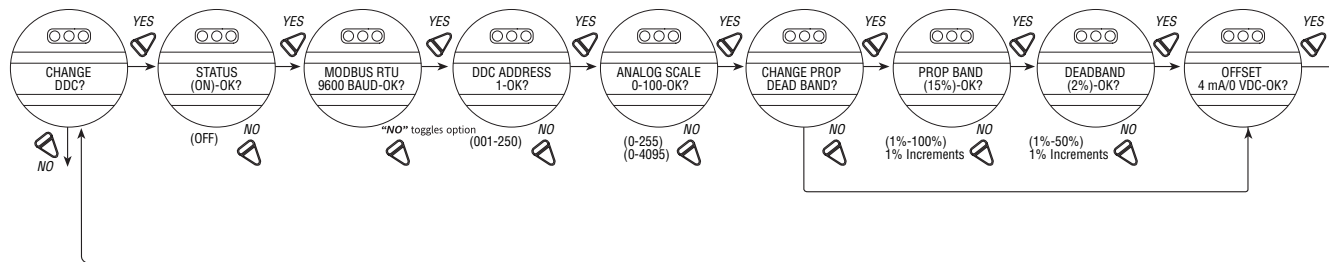 YES
YES
YES
YES
YES
YES
YES
YES
YES
CHANGE
DDC?
STATUS
(ON)-OK?
MODBUS RTU
9600 BAUD-OK?
DDC ADDRESS
1-OK?
ANALOG SCALE
0-100-OK?
CHANGE PROP
DEAD BAND?
PROP BAND
(15%)-OK?
DEADBAND
(2%)-OK?
OFFSET
4 mA/0 VDC-OK?
NO
(OFF)
NO
"NO" toggles option
(001-250)
NO
(0-255)
(0-4095)
NO
NO
(1%-100%)
1% Increments
NO
(1%-50%)
1% Increments
NO
NO